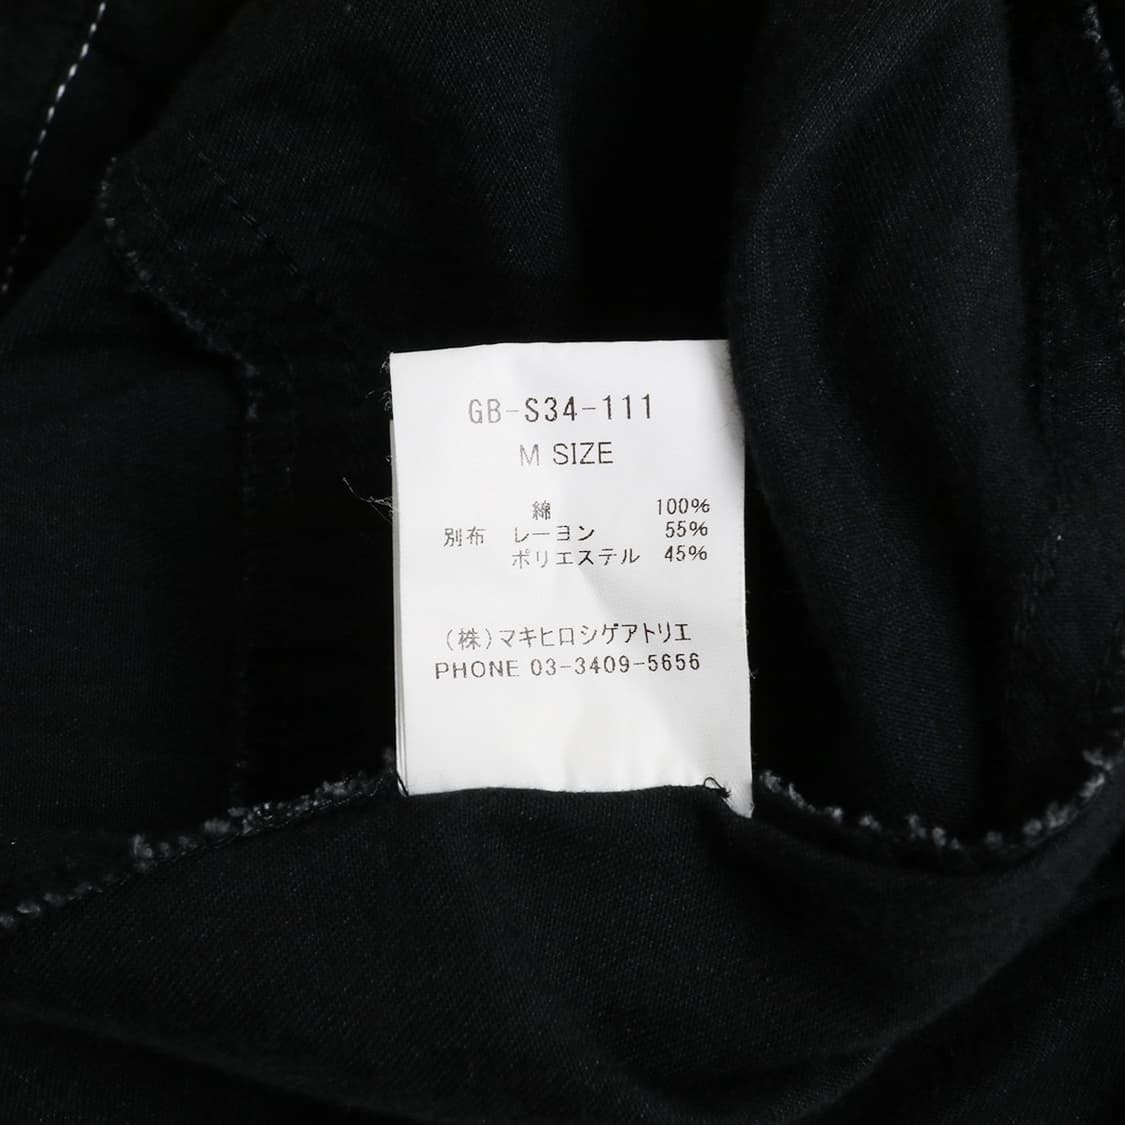 GB-S34-111
M SIZE
綿 100%
別布 レーヨン 55%
ポリエステル 45%
(株)マキヒロシゲアトリエ
PHONE 03-3409-5656